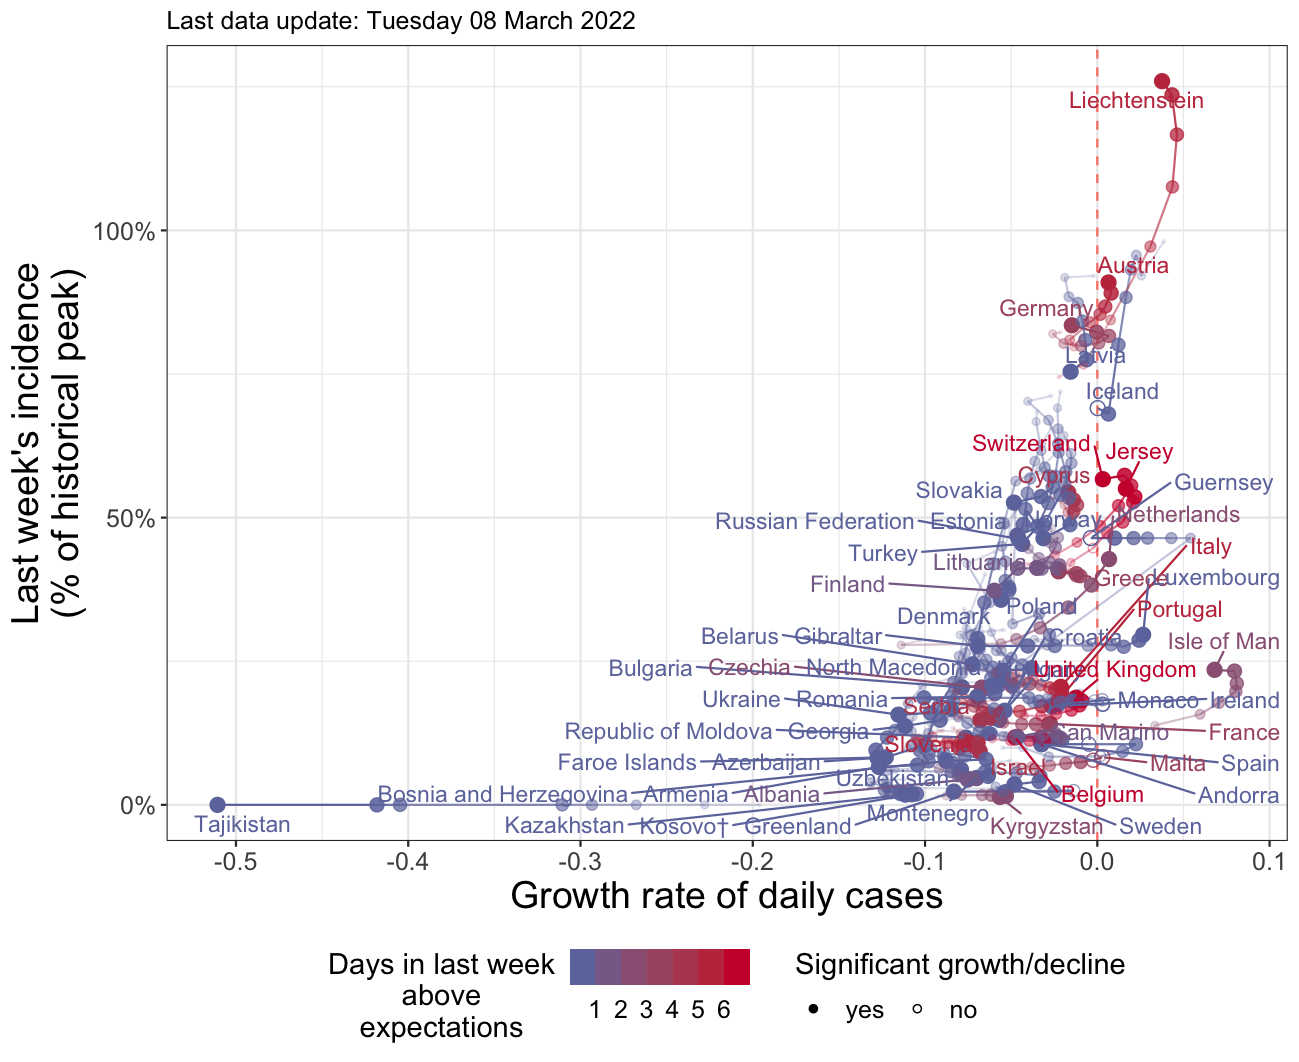 Last data update: Tuesday 08 March 2022
Last week's incidence
(% of historical peak)
100%
50%
0%
Liechtenstein
Austria
Germany
Latvia
Iceland
Switzerland
Jersey
Cyprus
Slovakia
Guernsey
Russian Federation
Estonia
Norway
Netherlands
Turkey
Italy
Lithuania
Finland
Greece
Luxembourg
Denmark
Poland
Portugal
Belarus
Gibraltar
Croatia
Isle of Man
Bulgaria
Czechia
North Macedonia
United Kingdom
Ukraine
Romania
Monaco
Ireland
Serbia
Republic of Moldova
Georgia
San Marino
France
Slovenia
Faroe Islands
Azerbaijan
Israel
Malta
Spain
Uzbekistan
Bosnia and Herzegovina
Armenia
Albania
Belgium
Andorra
Montenegro
Tajikistan
Kazakhstan
Kosovo†
Greenland
Kyrgyzstan
Sweden
-0.5
-0.4
-0.3
-0.2
-0.1
0.0
0.1
Growth rate of daily cases
Days in last week
above
expectations
1 2 3 4 5 6
Significant growth/decline
yes
no